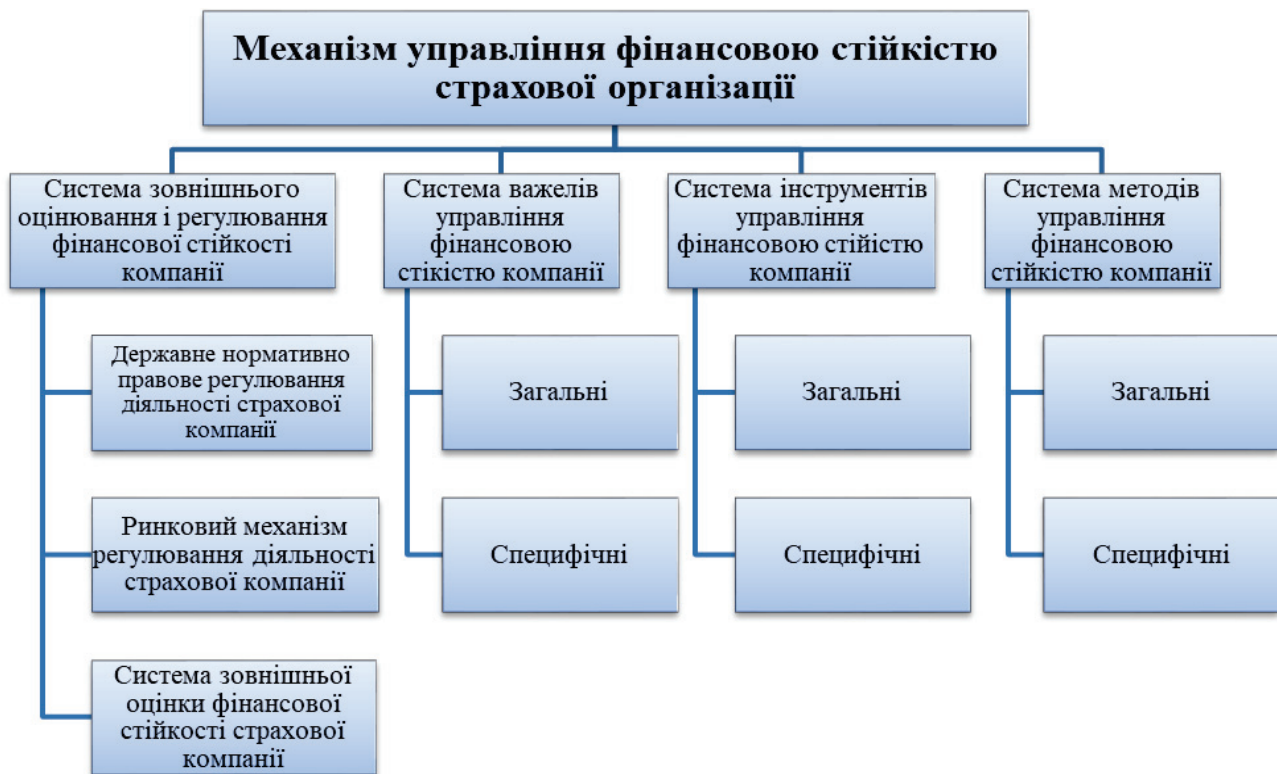 Механізм управління фінансовою стійкістю
страхової організації
Система зовнішнього
оцінювання і регулювання
фінансової стійкості
компанії
Державне нормативно
правове регулювання
діяльності страхової
компанії
Ринковий механізм
регулювання діяльності
страхової компанії
Система зовнішньої
оцінки фінансової
стійкості страхової
компанії
Система важелів
управління
фінансовою
стікістю компанії
Загальні
Специфічні
Система інструментів
управління
фінансовою стійістю
компанії
Загальні
Специфічні
Система методів
управління
фінансовою
стійкістю компанії
Загальні
Специфічні